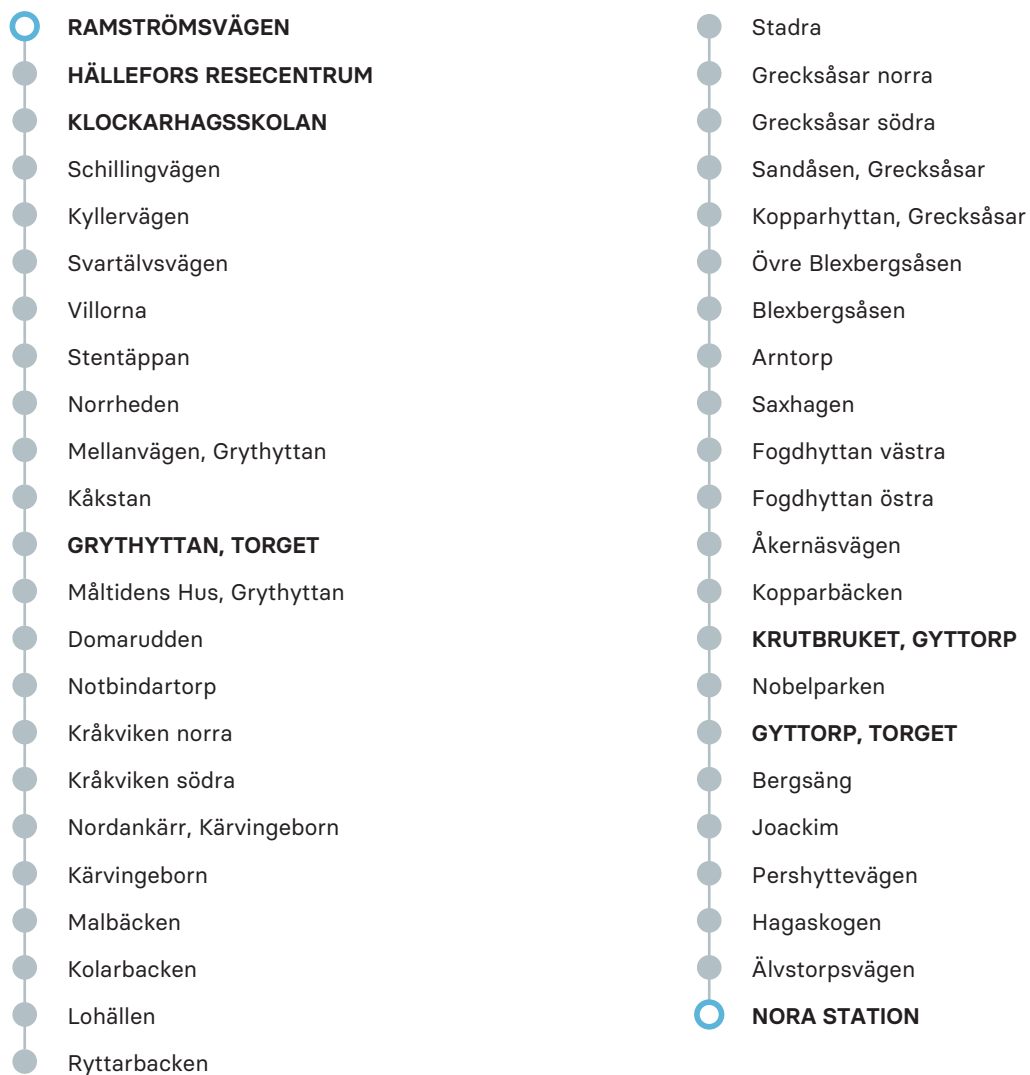 RAMSTRÖMSVÄGEN
HÄLLEFORS RESECENTRUM
KLOCKARHAGSSKOLAN
Schillingvägen
Kyllervägen
Svartälvsvägen
Villorna
Stentäppan
Norrheden
Mellanvägen, Grythyttan
Kåkstan
GRYTHYTTAN, TORGET
Måltidens Hus, Grythyttan
Domarudden
Notbindartorp
Kråkviken norra
Kråkviken södra
Nordankärr, Kärvingeborn
Kärvingeborn
Malbäcken
Kolarbacken
Lohällen
Ryttarbacken
Stadra
Grecksåsar norra
Grecksåsar södra
Sandåsen, Grecksåsar
Kopparhyttan, Grecksåsar
Övre Blexbergsåsen
Blexbergsåsen
Arntorp
Saxhagen
Fogdhyttan västra
Fogdhyttan östra
Åkernäsvägen
Kopparbäcken
KRUTBRUKET, GYTTORP
Nobelparken
GYTTORP, TORGET
Bergsäng
Joackim
Pershyttevägen
Hagaskogen
Älvstorpsvägen
NORA STATION